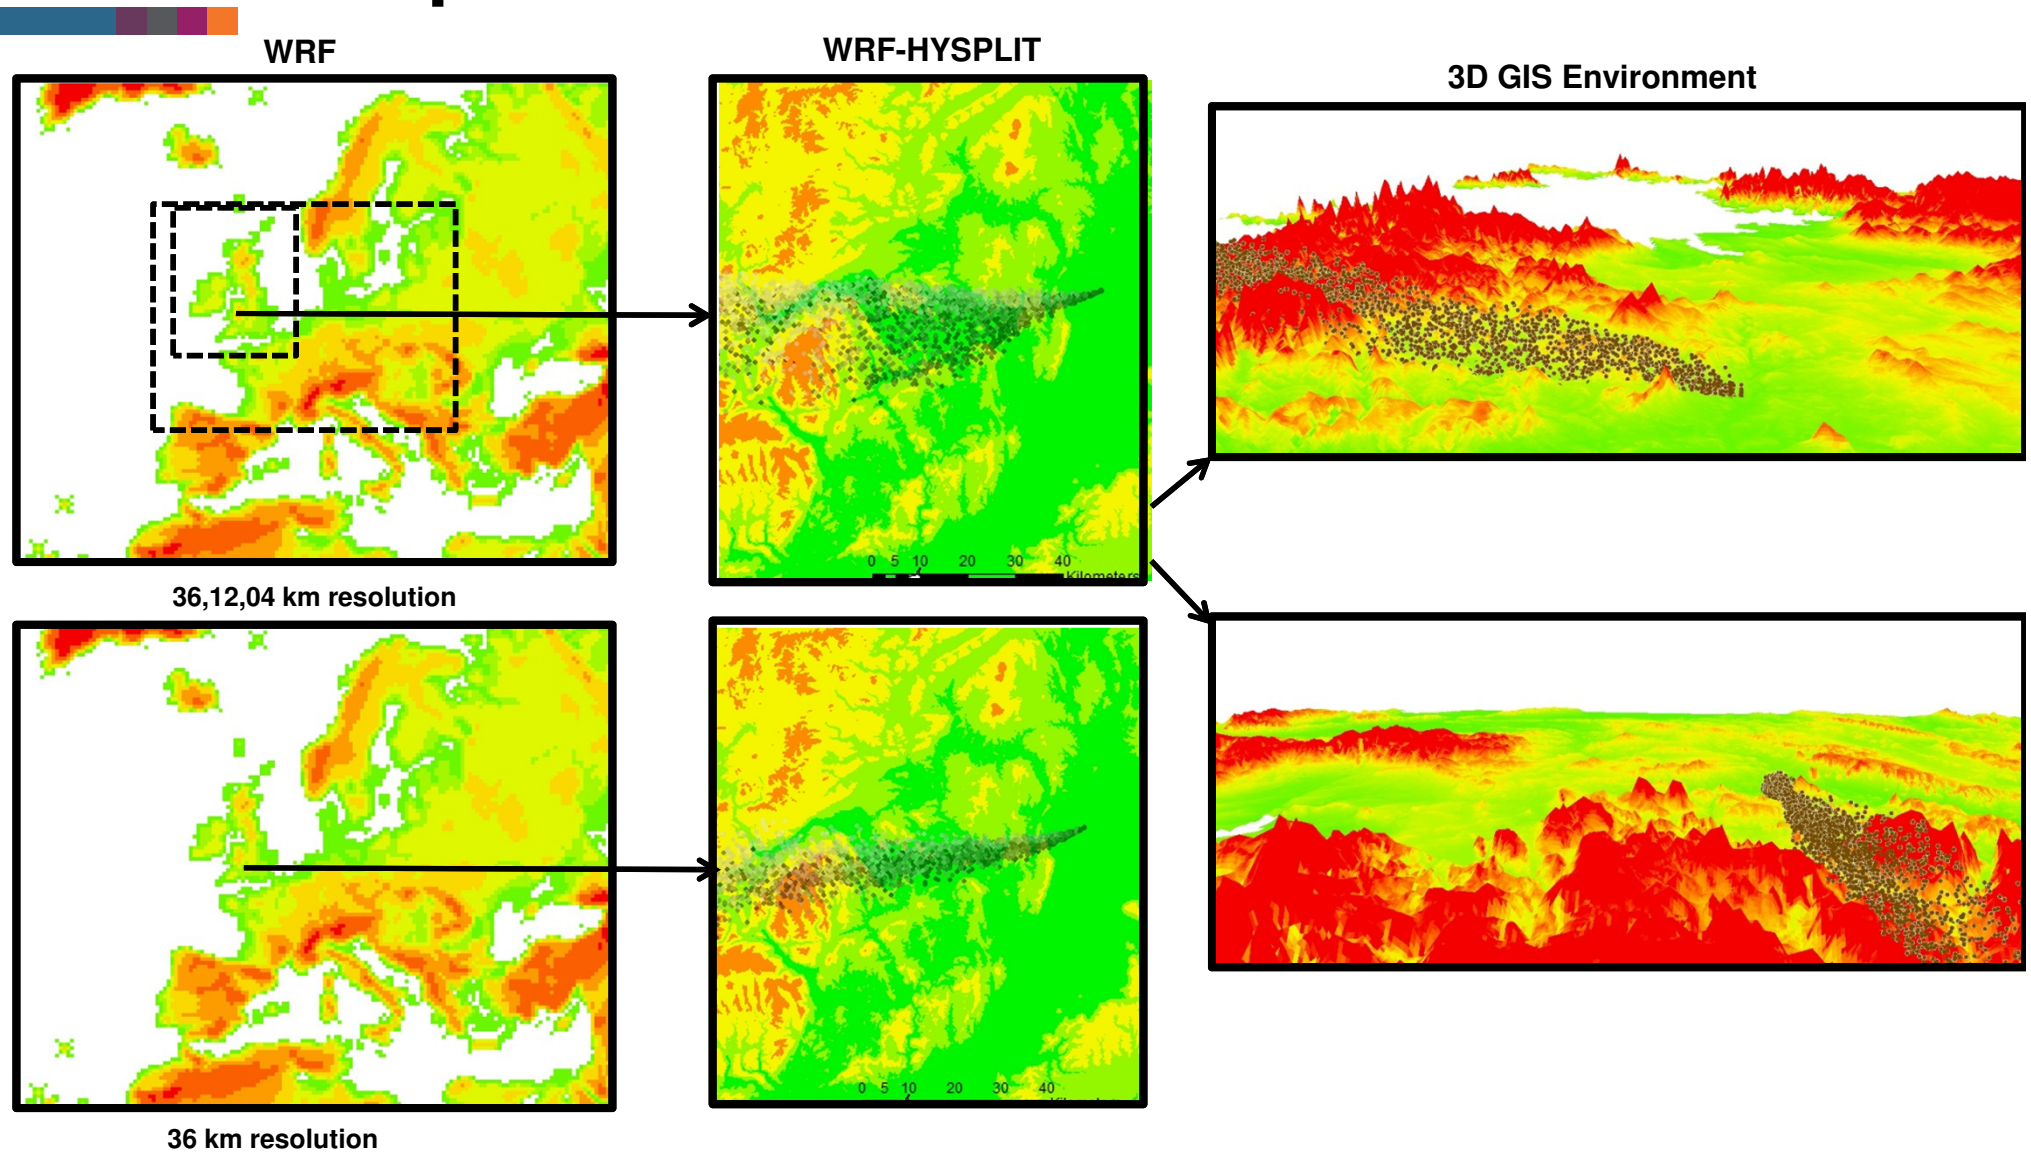 WRF
WRF-HYSPLIT
3D GIS Environment
0 5 10 20 30 40
Kilometers
36,12,04 km resolution
0 5 10 20 30 40
36 km resolution